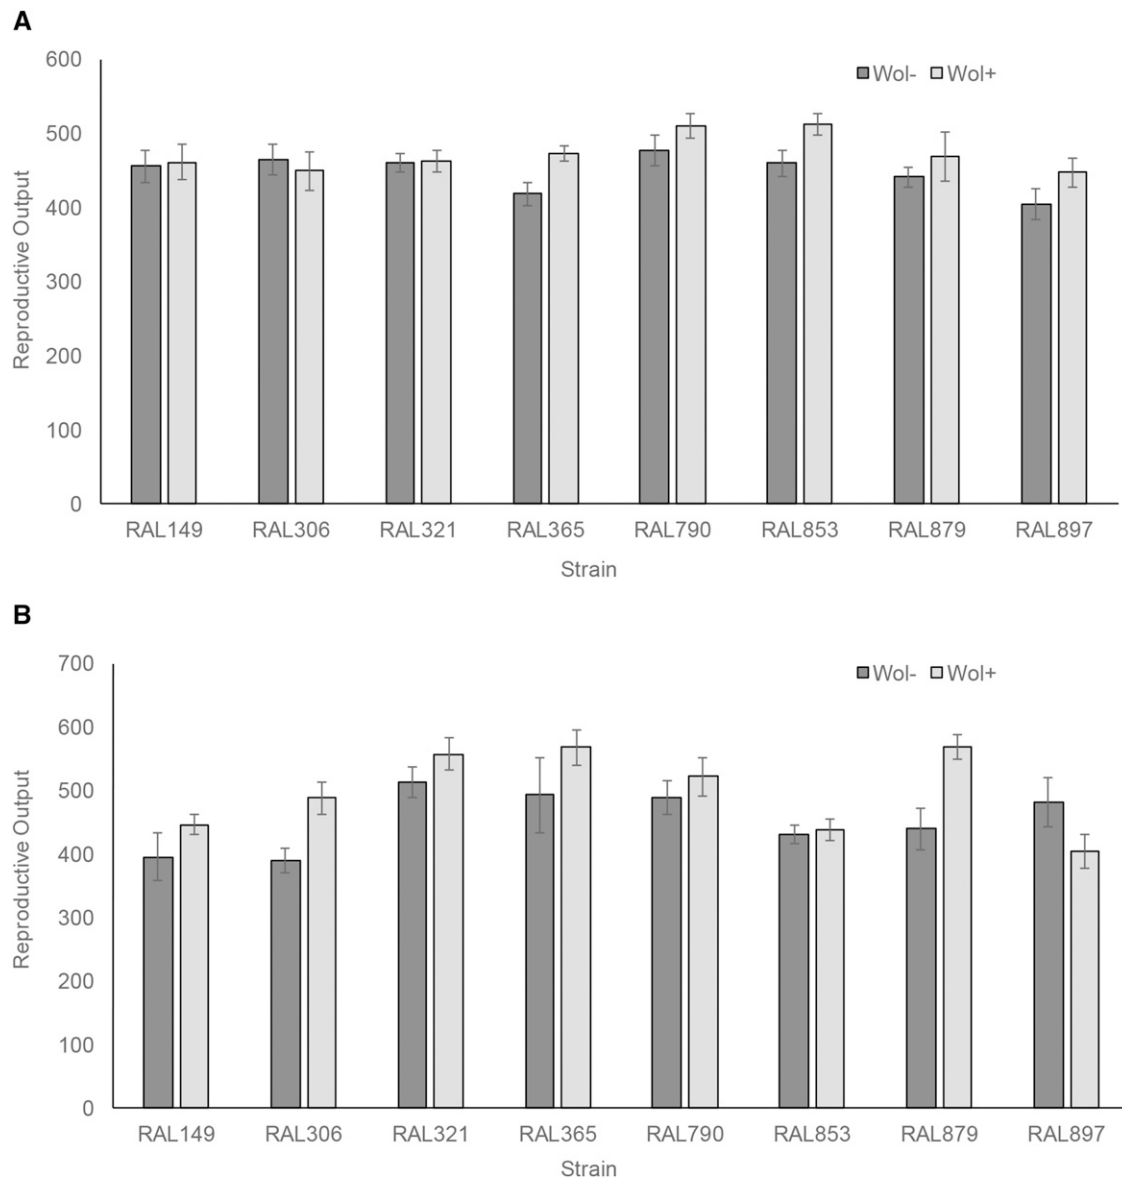 A
600
Wol- Wol+
500
400
300
200
100
0
Reproductive Output
RAL149 RAL306 RAL321 RAL365 RAL790 RAL853 RAL879 RAL897
Strain
B
700
Wol- Wol+
600
500
400
300
200
100
0
Reproductive Output
RAL149 RAL306 RAL321 RAL365 RAL790 RAL853 RAL879 RAL897
Strain